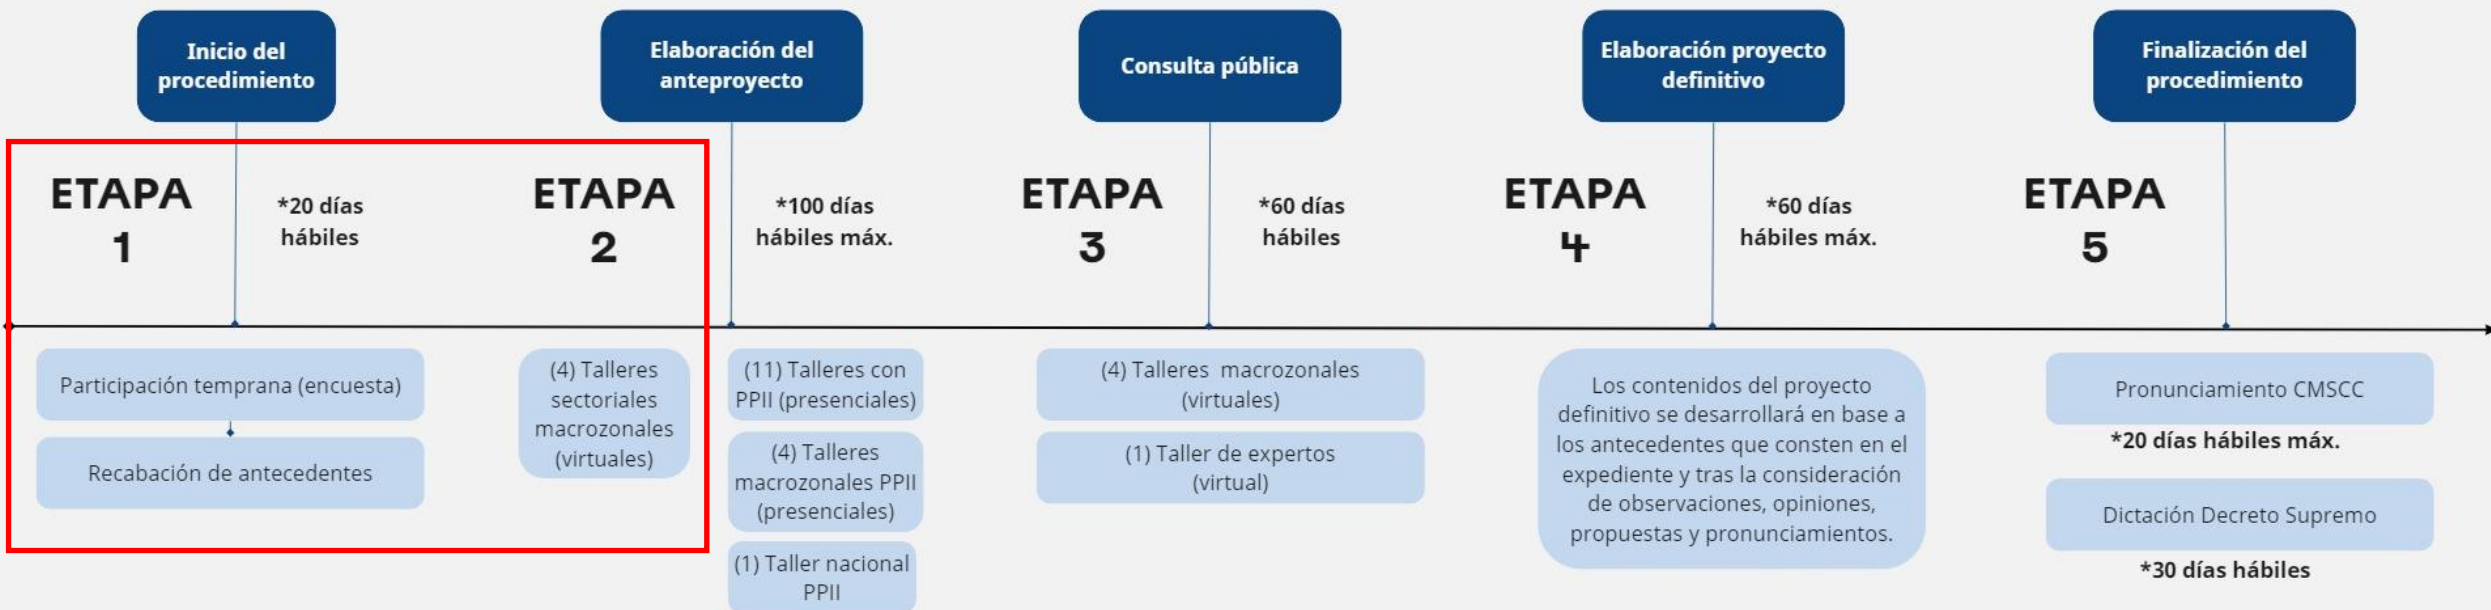 Inicio del
procedimiento
Elaboración del
anteproyecto
Consulta pública
Elaboración proyecto
definitivo
Finalización del
procedimiento
ETAPA
1
*20 días
hábiles
ETAPA
2
*100 días
hábiles máx.
ETAPA
3
*60 días
hábiles
ETAPA
4
*60 días
hábiles máx.
ETAPA
5
Participación temprana (encuesta)
Recabación de antecedentes
(4) Talleres
sectoriales
macrozonales
(virtuales)
(11) Talleres con
PPII (presenciales)
(4) Talleres
macrozonales PPII
(presenciales)
(1) Taller nacional
PPII
(4) Talleres macrozonales
(virtuales)
(1) Taller de expertos
(virtual)
Los contenidos del proyecto
definitivo se desarrollará en base a
los antecedentes que consten en el
expediente y tras la consideración
de observaciones, opiniones,
propuestas y pronunciamientos.
Pronunciamiento CMSCC
*20 días hábiles máx.
Dictación Decreto Supremo
*30 días hábiles